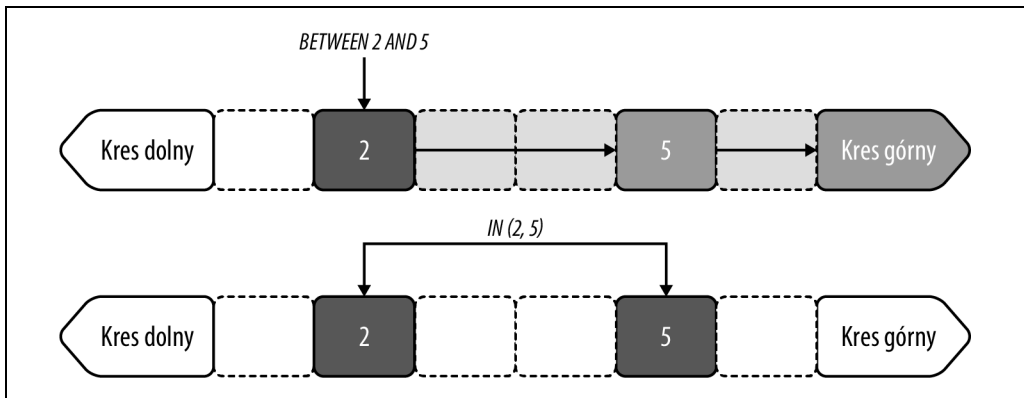 BETWEEN 2 AND 5
Kres dolny 2 5 Kres górny
IN (2, 5)
Kres dolny 2 5 Kres górny